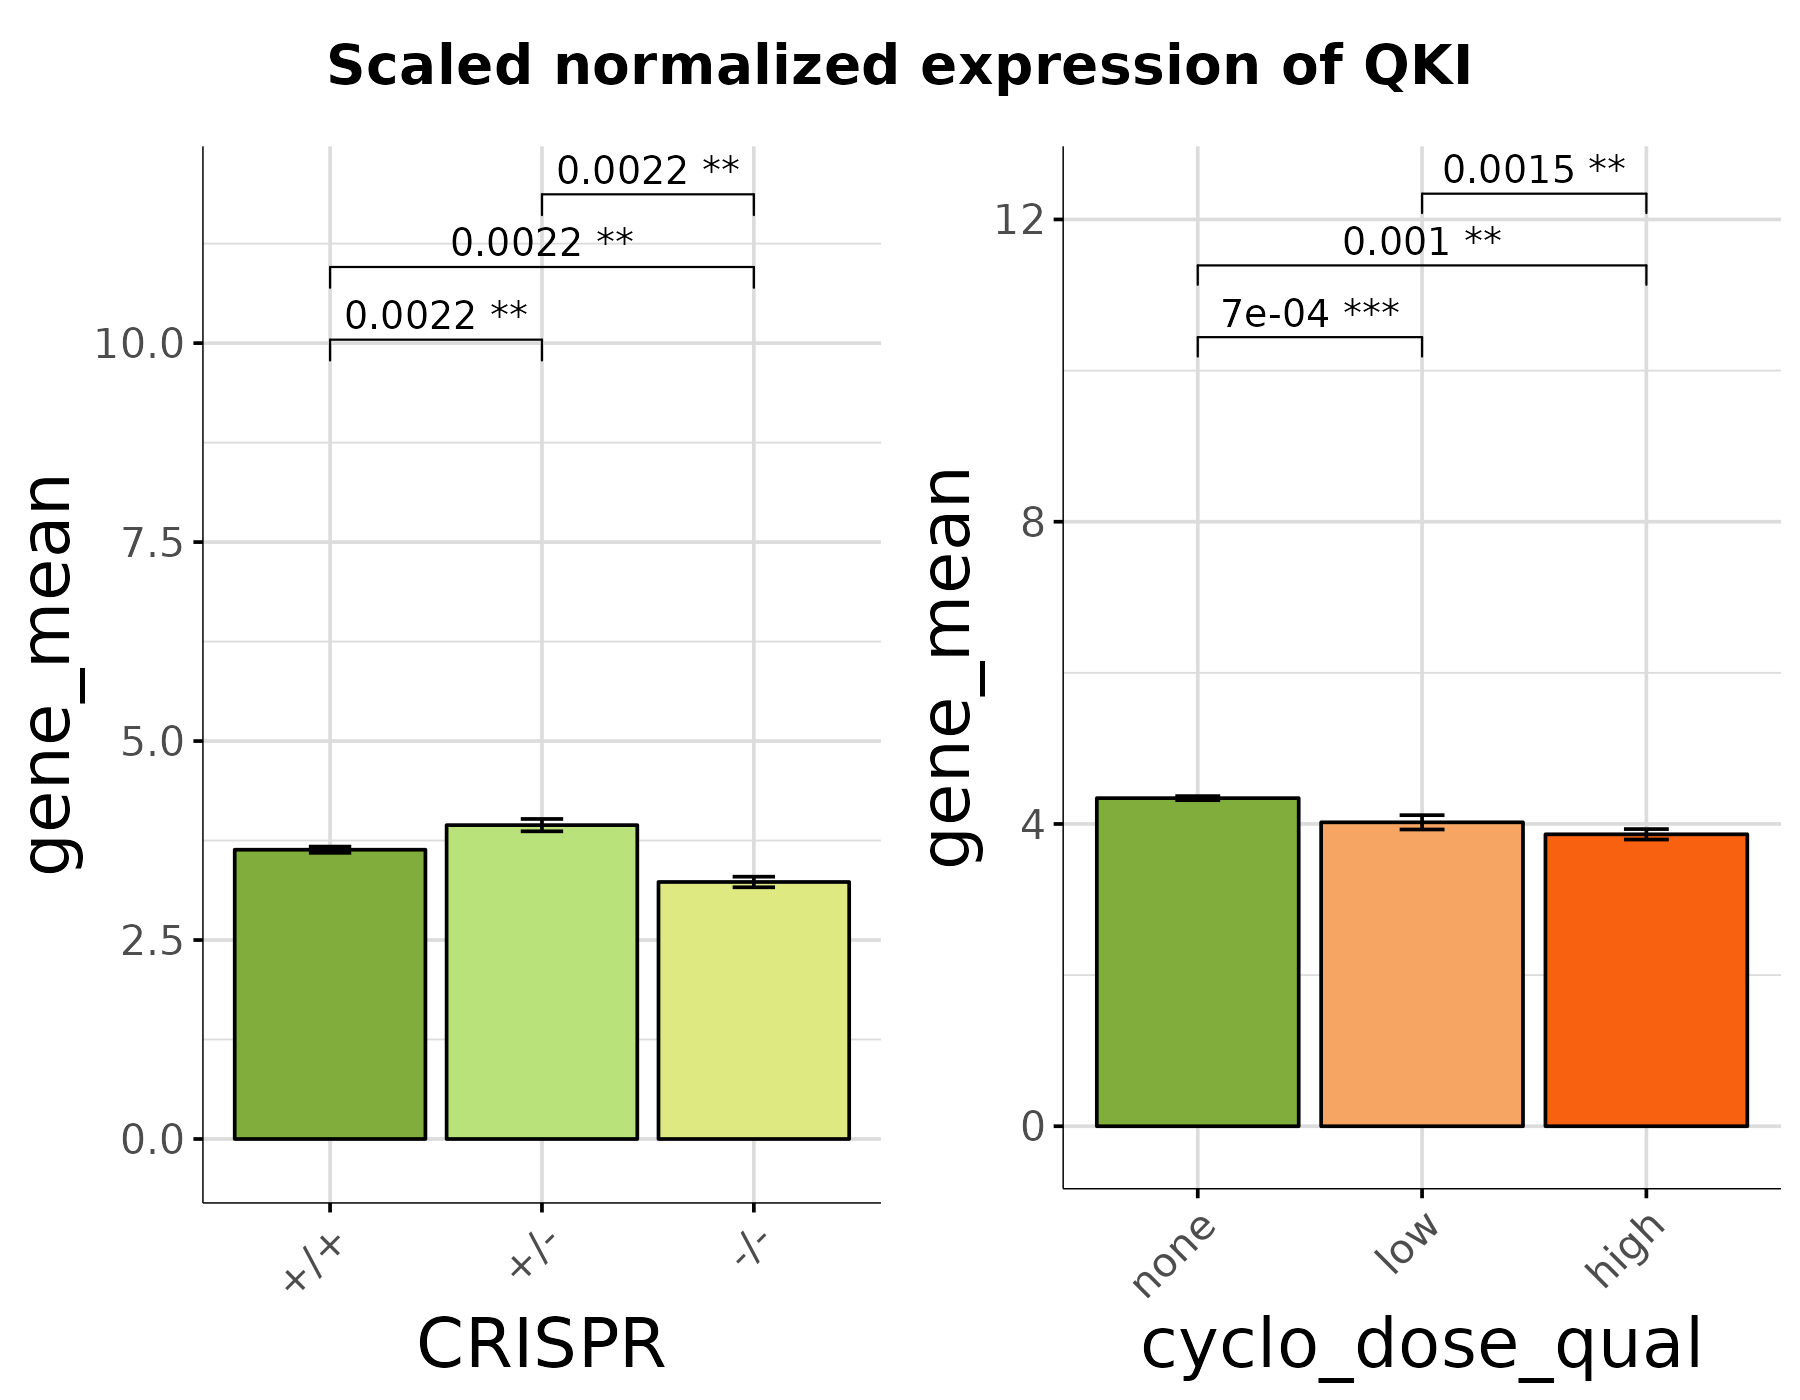 Scaled normalized expression of QKI
gene_mean
0.0022 **
0.0022 **
0.0022 **
10.0
7.5
5.0
2.5
0.0
+/+
+/-
-/-
CRISPR
gene_mean
0.0015 **
0.001 **
7e-04 ***
12
8
4
0
none
low
high
cyclo_dose_qual